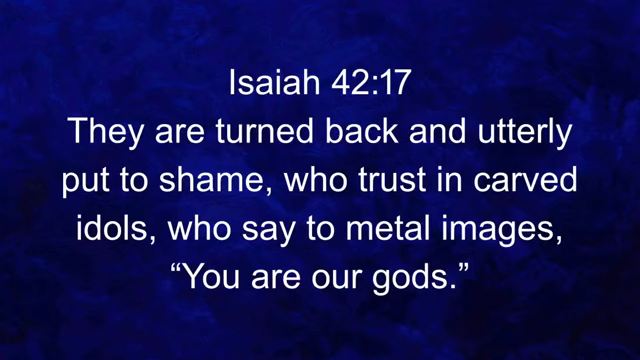 Isaiah 42:17
They are turned back and utterly
put to shame, who trust in carved
idols, who say to metal images,
“You are our gods.”